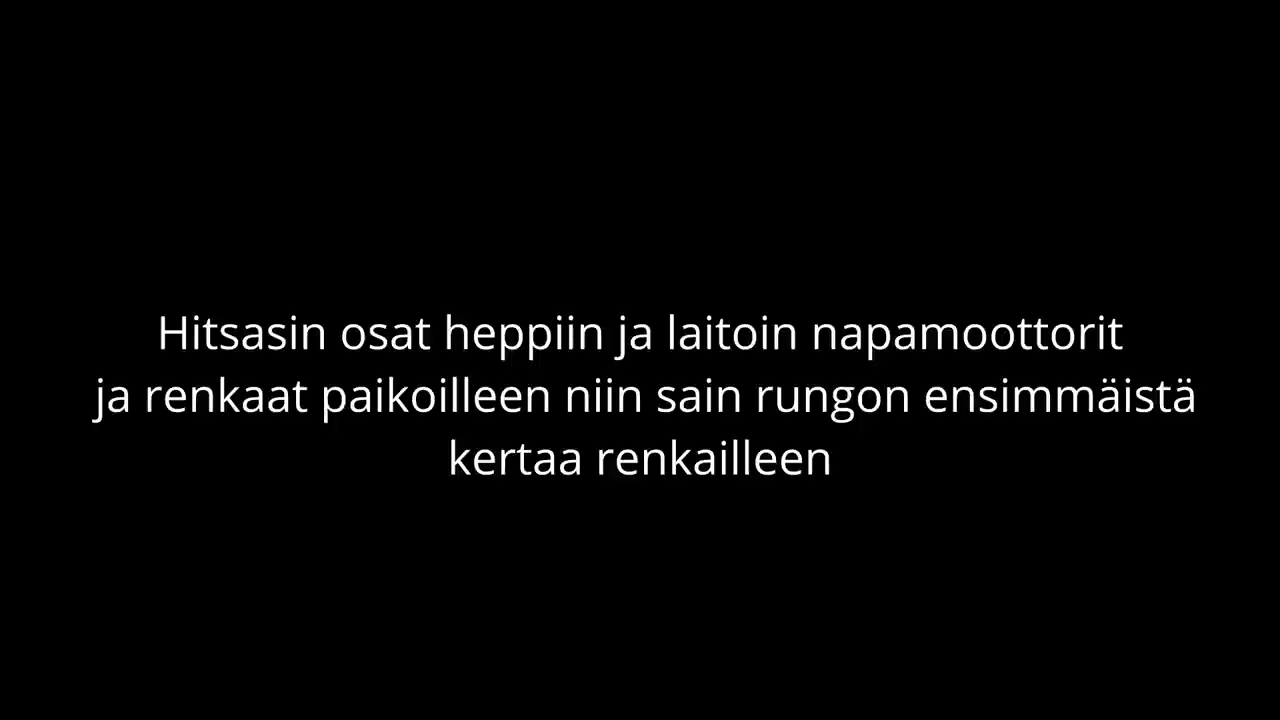 Hitsasin osat heppiin ja laitoin napamoottorit
ja renkaat paikoilleen niin sain rungon ensimmäistä
kertaa renkailleen